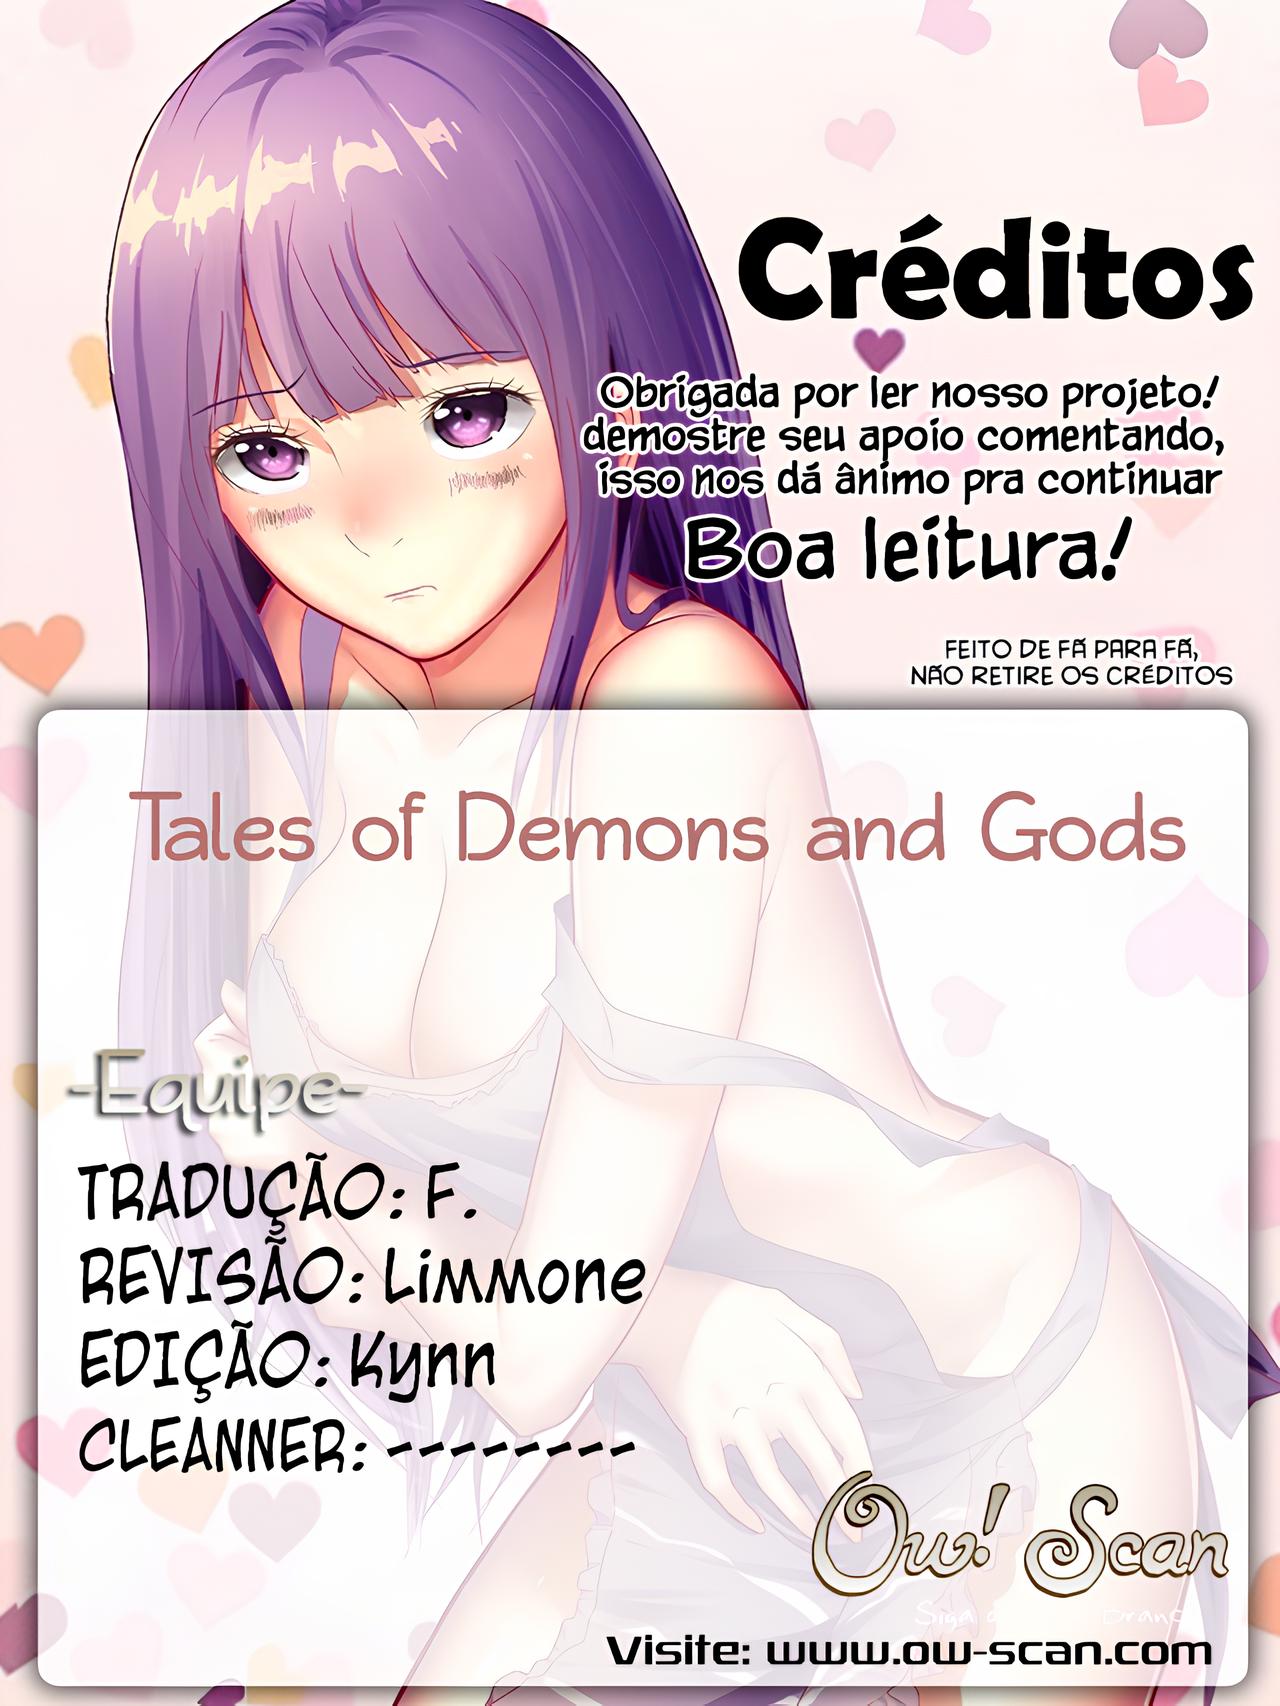 Créditos
Obrigada por ler nosso projeto!
demostre seu apoio comentando,
isso nos dá ânimo pra continuar
Boa leitura!
FEITO DE FÃ PARA FÃ,
NÃO RETIRE OS CRÉDITOS
Tales of Demons and Gods
-Equipe-
TRADUÇÃO: F.
REVISÃO: Limmone
EDIÇÃO: Kynn
CLEANNER: --------
Ow! Scan
Siga
Visite: www.ow-scan.com